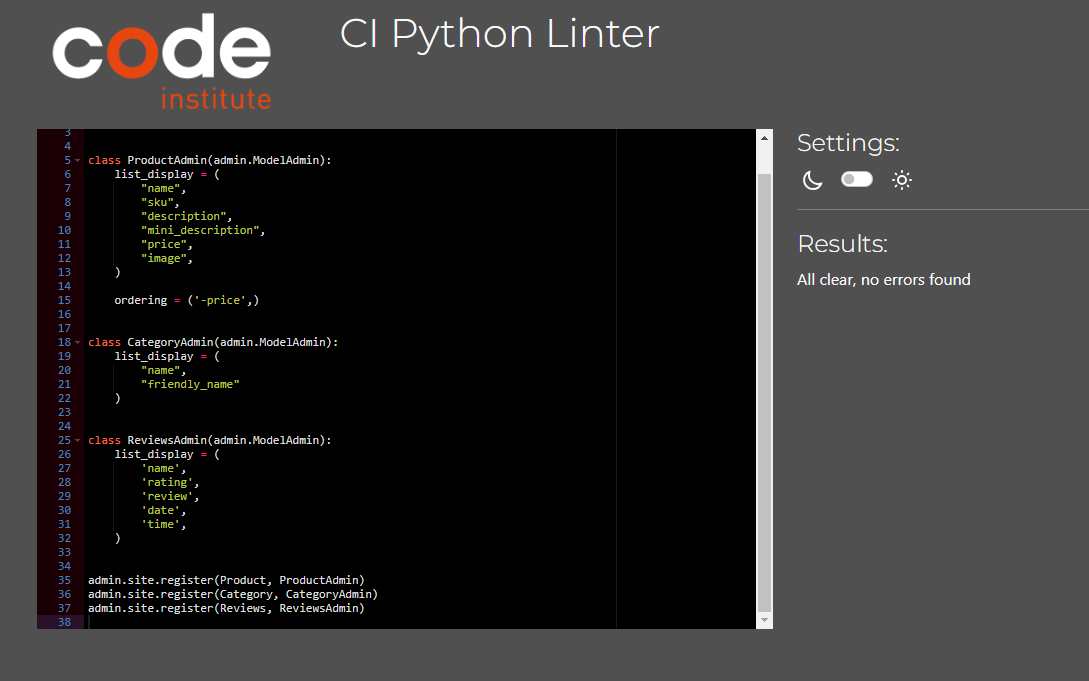 code
institute
CI Python Linter
3
4
5 class ProductAdmin(admin.ModelAdmin):
6 list_display = (
7 "name",
8 "sku",
9 "description",
10 "mini_description",
11 "price",
12 "image",
13 )
14
15 ordering = ('-price',)
16
17
18 class CategoryAdmin(admin.ModelAdmin):
19 list_display = (
20 "name",
21 "friendly_name"
22 )
23
24
25 class ReviewsAdmin(admin.ModelAdmin):
26 list_display = (
27 'name',
28 'rating',
29 'review',
30 'date',
31 'time',
32 )
33
34
35 admin.site.register(Product, ProductAdmin)
36 admin.site.register(Category, CategoryAdmin)
37 admin.site.register(Reviews, ReviewsAdmin)
38
Settings:
Results:
All clear, no errors found